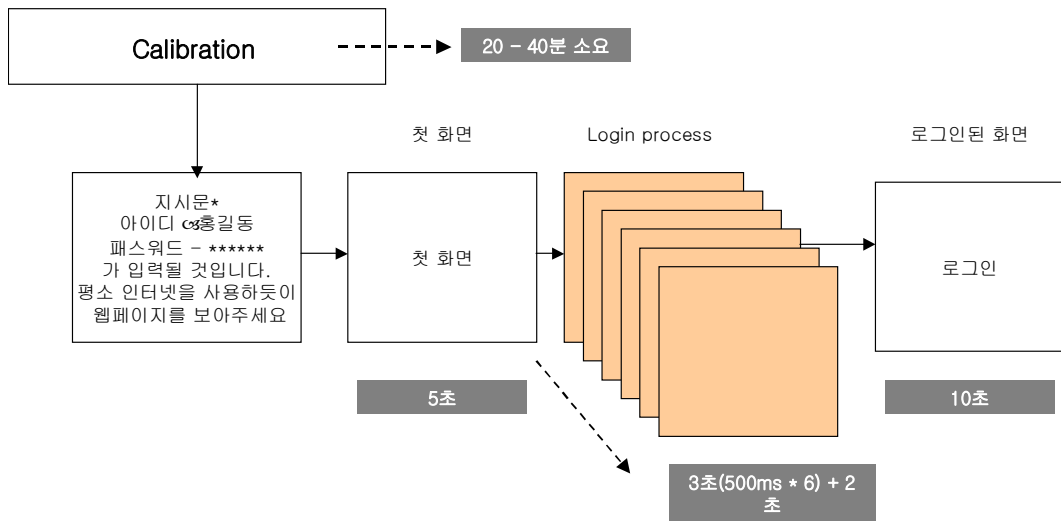 Calibration
20 - 40분 소요
첫 화면
Login process
로그인된 화면
지시문*
아이디 ഡ홍길동
패스워드 - ******
가 입력될 것입니다.
평소 인터넷을 사용하듯이
웹페이지를 보아주세요
첫 화면
로그인
5초
10초
3초(500ms * 6) + 2
초